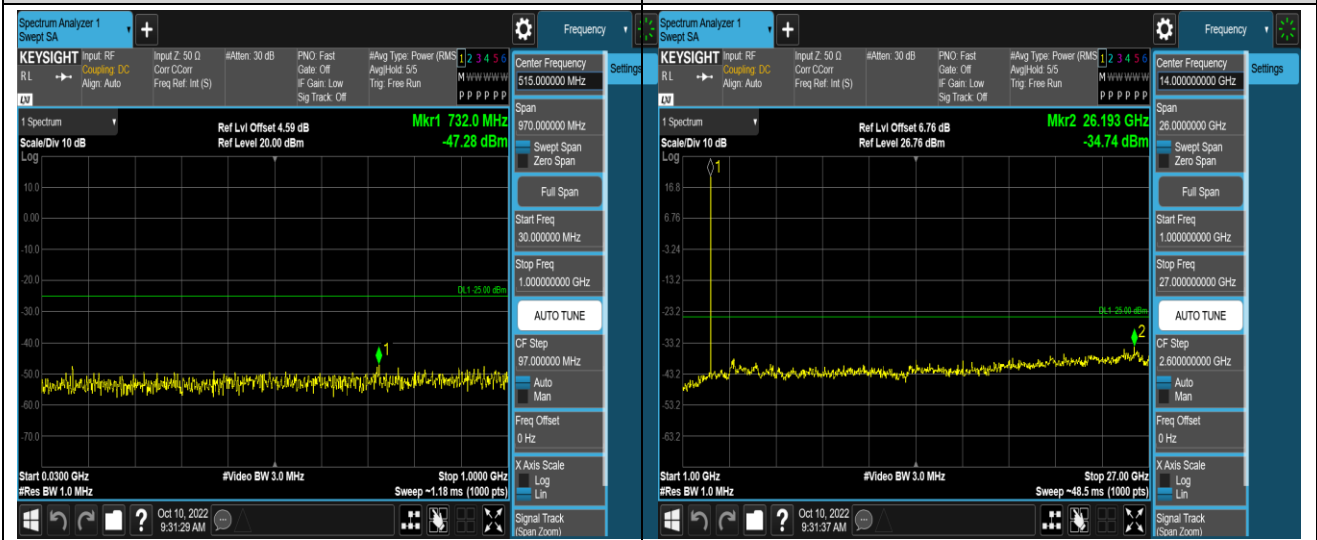 Spectrum Analyzer 1
Swept SA
+
Frequency
KEYSIGHT
Input: RF
Coupling: DC
Align: Auto
Input Z: 50 Ω
Corr CCorr
Freq Ref: Int (S)
#Atten: 30 dB
PNO: Fast
Gate: Off
IF Gain: Low
Sig Track: Off
#Avg Type: Power (RMS
Avg|Hold: 5/5
Trig: Free Run
1 2 3 4 5 6
M W W W W W
P P P P P P
RL
LXI
Center Frequency
515.000000 MHz
Settings
1 Spectrum
Scale/Div 10 dB
Log
Ref Lvl Offset 4.59 dB
Ref Level 20.00 dBm
Mkr1 732.0 MHz
-47.28 dBm
Span
970.000000 MHz
Swept Span
Zero Span
Full Span
Start Freq
30.000000 MHz
Stop Freq
1.000000000 GHz
AUTO TUNE
CF Step
97.000000 MHz
Auto
Man
Freq Offset
0 Hz
X Axis Scale
Log
Lin
Signal Track
(Span Zoom)
10.0
0.00
-10.0
-20.0
DL1 -25.00 dBm
-30.0
-40.0
1
-50.0
-60.0
-70.0
Start 0.0300 GHz
#Video BW 3.0 MHz
Stop 1.0000 GHz
#Res BW 1.0 MHz
Sweep ~1.18 ms (1000 pts)
?
Oct 10, 2022
9:31:29 AM
Spectrum Analyzer 1
Swept SA
+
Frequency
KEYSIGHT
Input: RF
Coupling: DC
Align: Auto
Input Z: 50 Ω
Corr CCorr
Freq Ref: Int (S)
#Atten: 30 dB
PNO: Fast
Gate: Off
IF Gain: Low
Sig Track: Off
#Avg Type: Power (RMS
Avg|Hold: 5/5
Trig: Free Run
1 2 3 4 5 6
M W W W W W
P P P P P P
RL
LXI
Center Frequency
14.000000000 GHz
Settings
1 Spectrum
Scale/Div 10 dB
Log
Ref Lvl Offset 6.76 dB
Ref Level 26.76 dBm
Mkr2 26.193 GHz
-34.74 dBm
Span
26.0000000 GHz
Swept Span
Zero Span
Full Span
Start Freq
1.000000000 GHz
Stop Freq
27.000000000 GHz
AUTO TUNE
CF Step
2.600000000 GHz
Auto
Man
Freq Offset
0 Hz
X Axis Scale
Log
Lin
Signal Track
(Span Zoom)
1
16.8
6.76
-3.24
-13.2
-23.2
DL1 -25.00 dBm
2
-33.2
-43.2
-53.2
-63.2
Start 1.00 GHz
#Video BW 3.0 MHz
Stop 27.00 GHz
#Res BW 1.0 MHz
Sweep ~48.5 ms (1000 pts)
?
Oct 10, 2022
9:31:37 AM